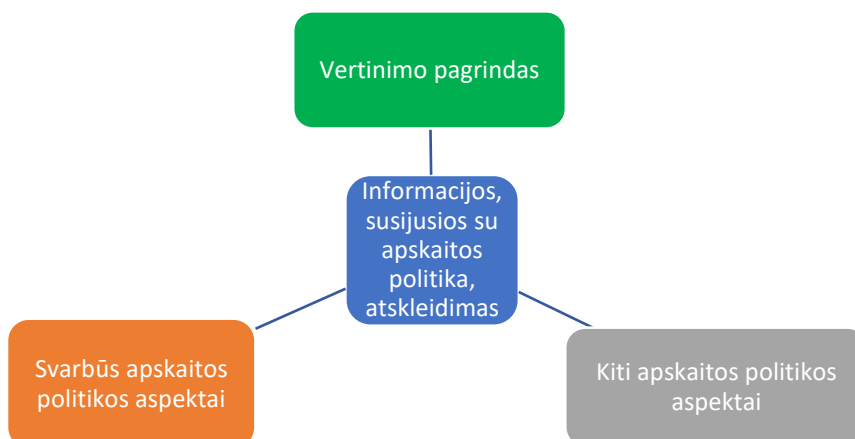 Vertinimo pagrindas
Informacijos,
susijusios su
apskaitos
politika,
atskleidimas
Svarbūs apskaitos
politikos aspektai
Kiti apskaitos politikos
aspektai